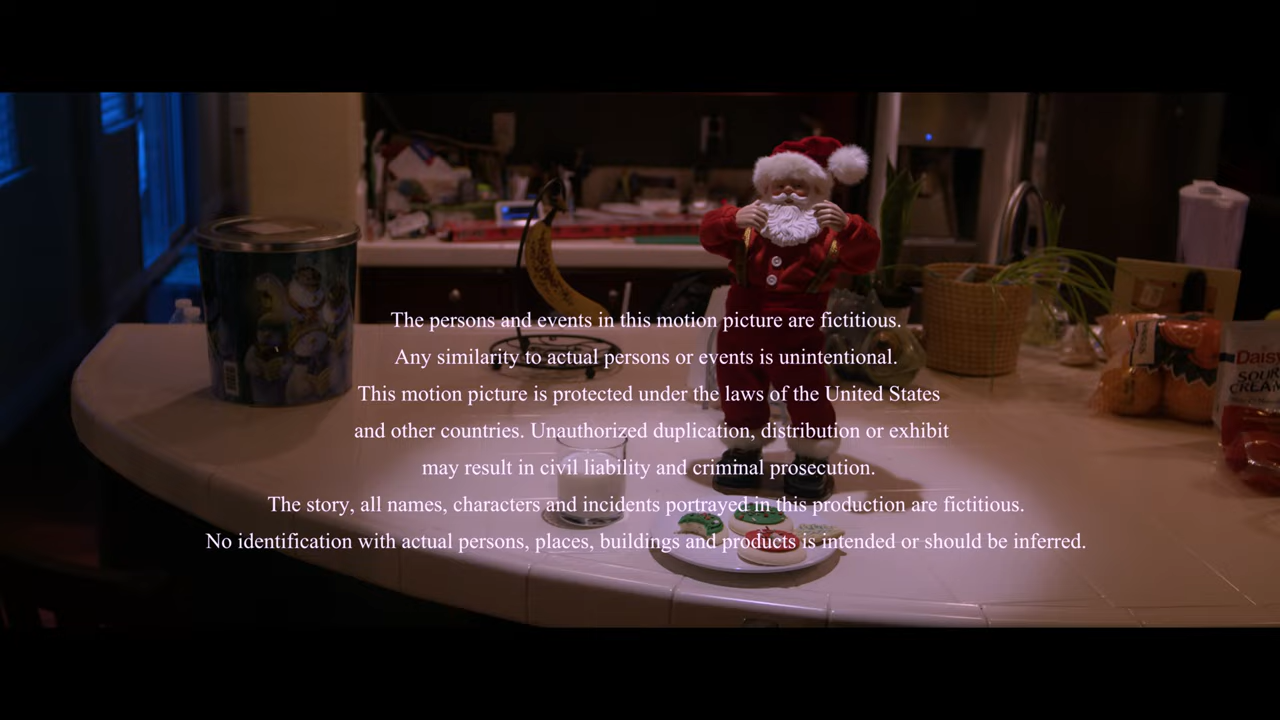 The persons and events in this motion picture are fictitious.
Any similarity to actual persons or events is unintentional.
This motion picture is protected under the laws of the United States
and other countries. Unauthorized duplication, distribution or exhibit
may result in civil liability and criminal prosecution.
The story, all names, characters and incidents portrayed in this production are fictitious.
No identification with actual persons, places, buildings and products is intended or should be inferred.
Daisy
SOUR
CREAM